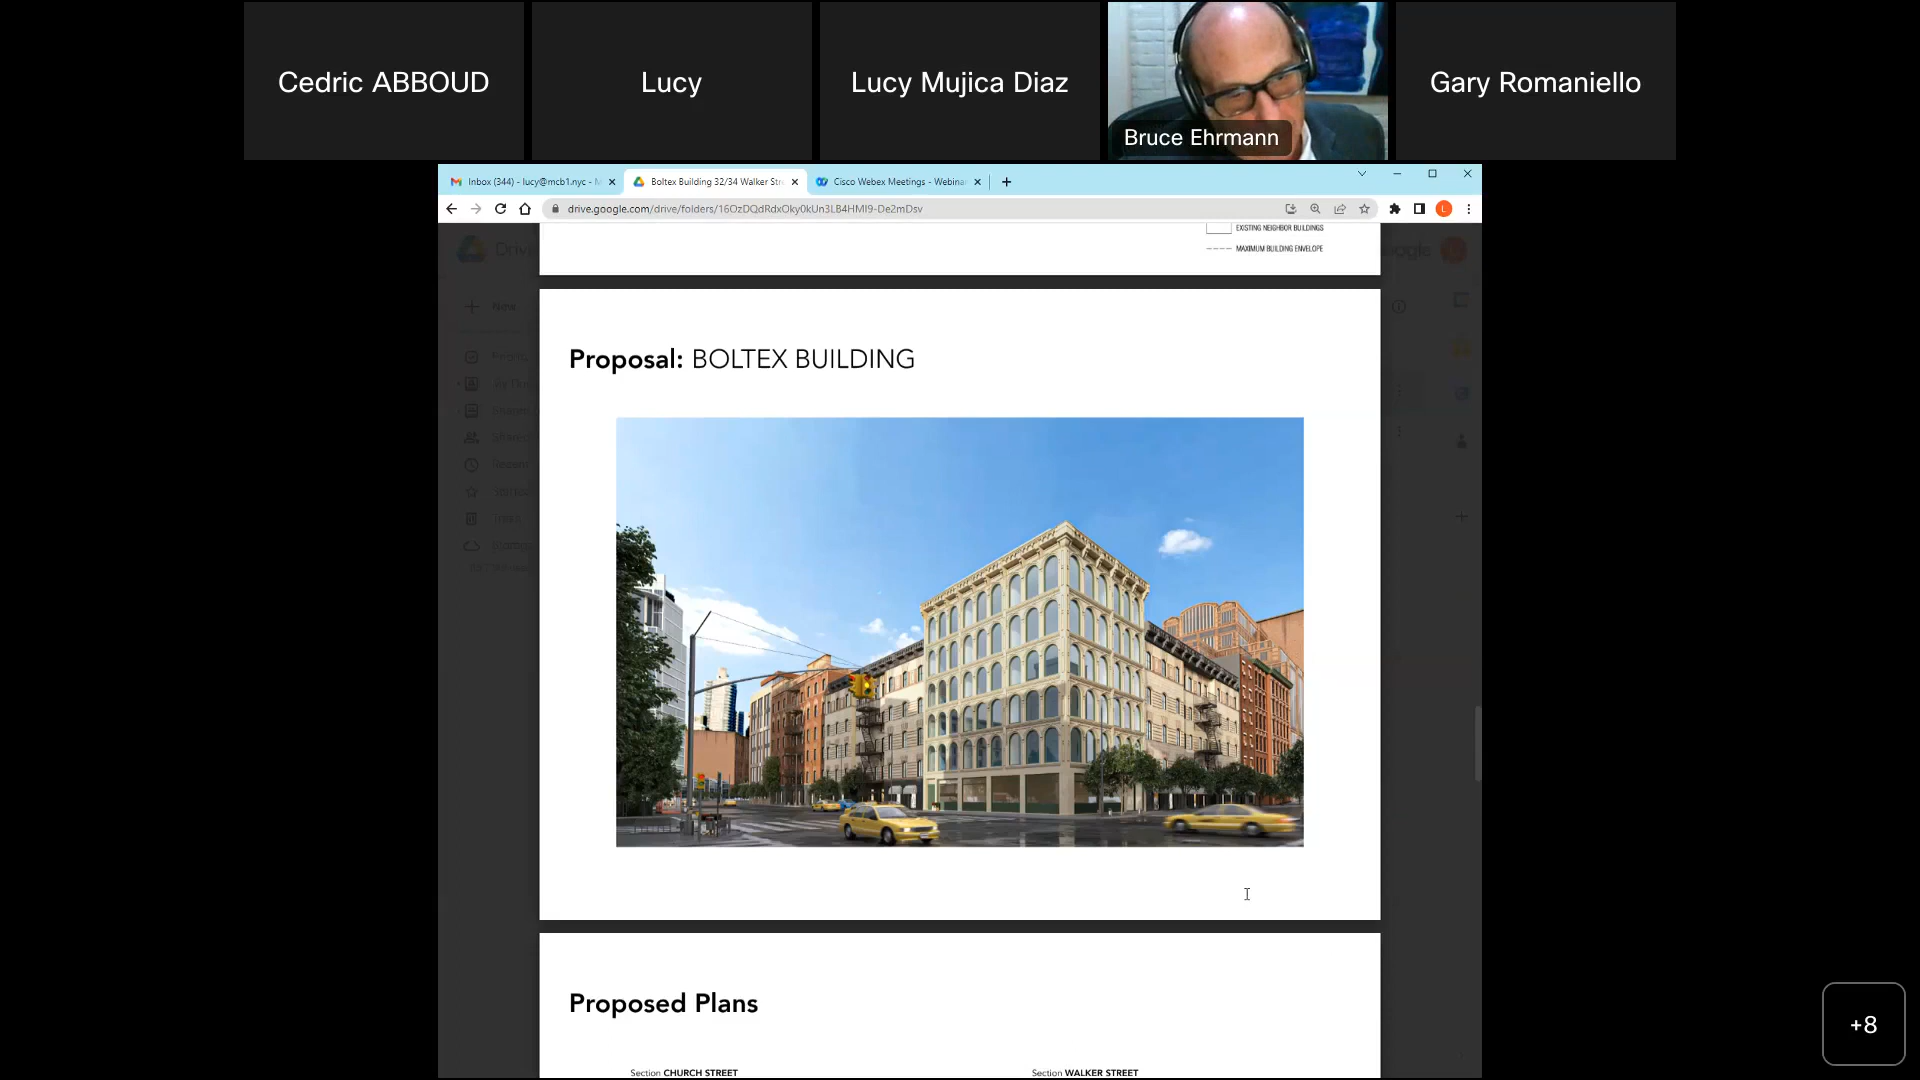 Cedric ABBOUD
Lucy
Lucy Mujica Diaz
Bruce Ehrmann
Gary Romaniello
Inbox (344) - lucy@mcb1.nyc - M
Boltex Building 32/34 Walker Str
Cisco Webex Meetings - Webina
drive.google.com/drive/folders/16OzDQdRdxOky0kUn3LB4HMI9-De2mDsv
EXISTING NEIGHBOR BUILDINGS
MAXIMUM BUILDING ENVELOPE
New
Proposal: BOLTEX BUILDING
Proposed Plans
Section CHURCH STREET
Section WALKER STREET
+8